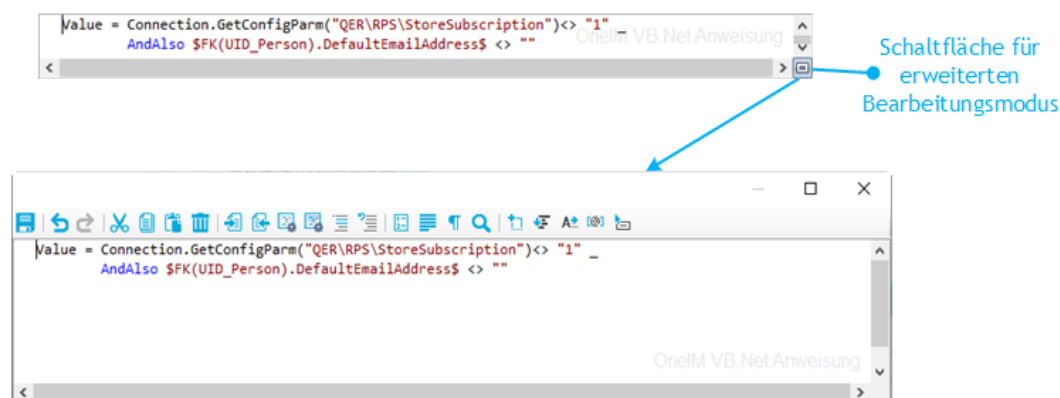 Value = Connection.GetConfigParm("QER\RPS\StoreSubscription")<> "1" _
AndAlso $FK(UID_Person).DefaultEmailAddress$ <> ""
OneIM VB.Net Anweisung
Schaltfläche für
erweiterten
Bearbeitungsmodus
Value = Connection.GetConfigParm("QER\RPS\StoreSubscription")<> "1" _
AndAlso $FK(UID_Person).DefaultEmailAddress$ <> ""
OneIM VB.Net Anweisung